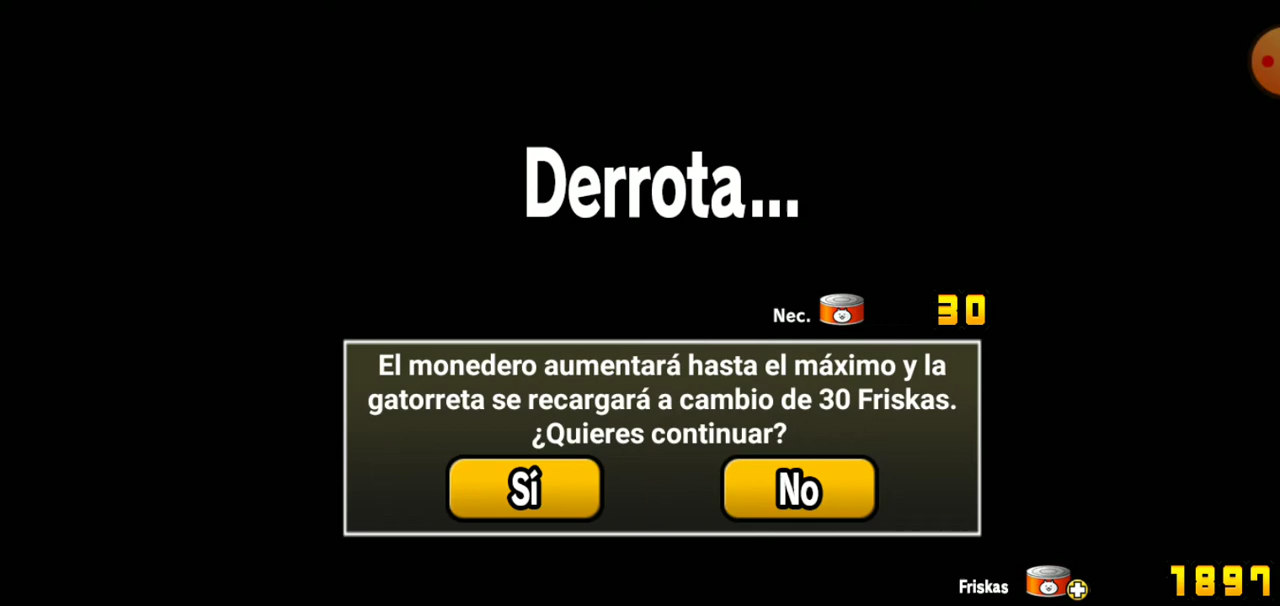 Derrota...
Nec. 30
El monedero aumentará hasta el máximo y la
gatorreta se recargará a cambio de 30 Friskas.
¿Quieres continuar?
Sí
No
Friskas 1897